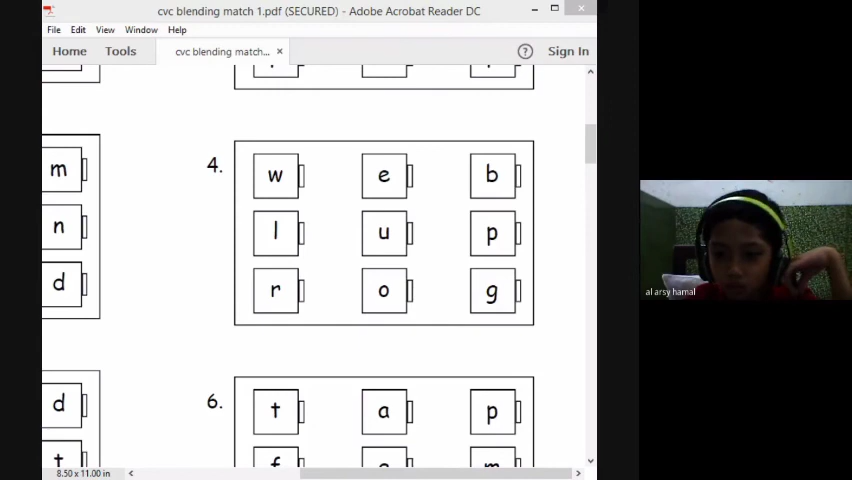 cvc blending match 1.pdf (SECURED) - Adobe Acrobat Reader DC
File Edit View Window Help
Home Tools cvc blending match... × ? Sign In
m
n
d
4.
w e b
l u p
r o g
d
t
6.
t a p
f m
al arsy hamal
8.50 x 11.00 in